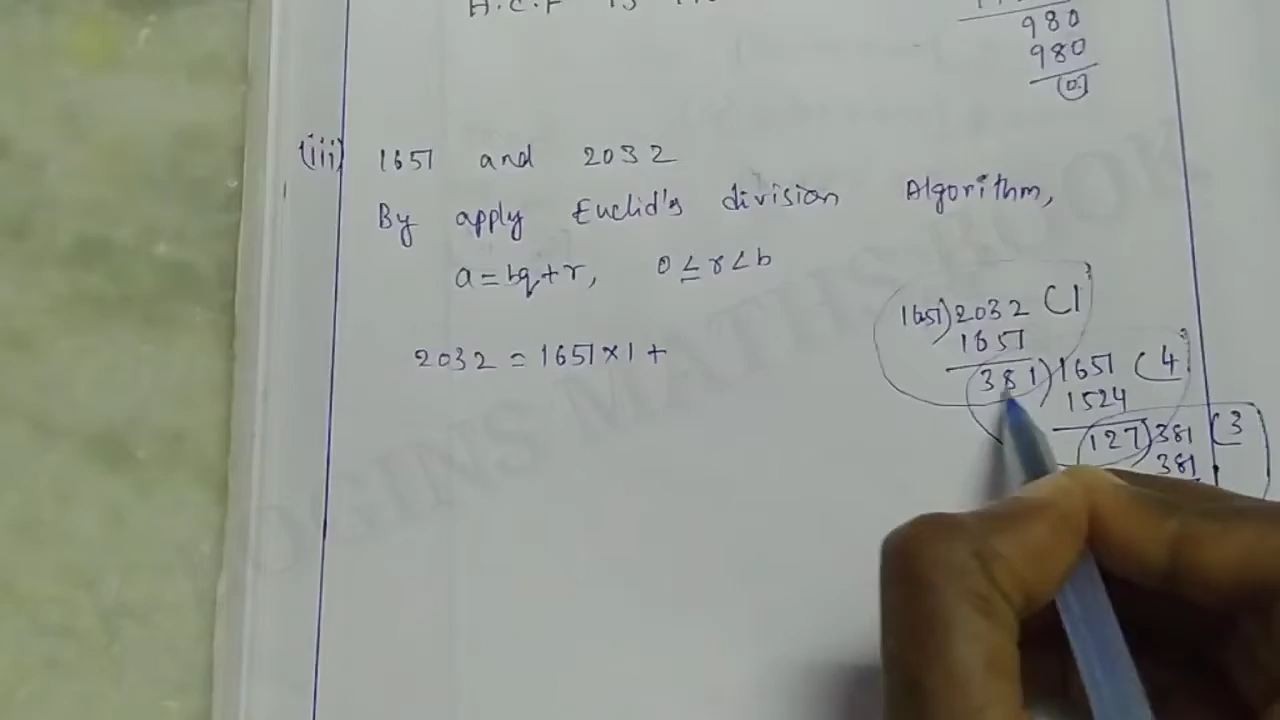 H.C.F is
980
980
0
(iii) 1651 and 2032
By apply Euclid's division Algorithm,
a=bq+r, 0≤r<b
1651)2032(1
1651
381)1651(4
1524
127)381(3
381
2032 = 1651×1+